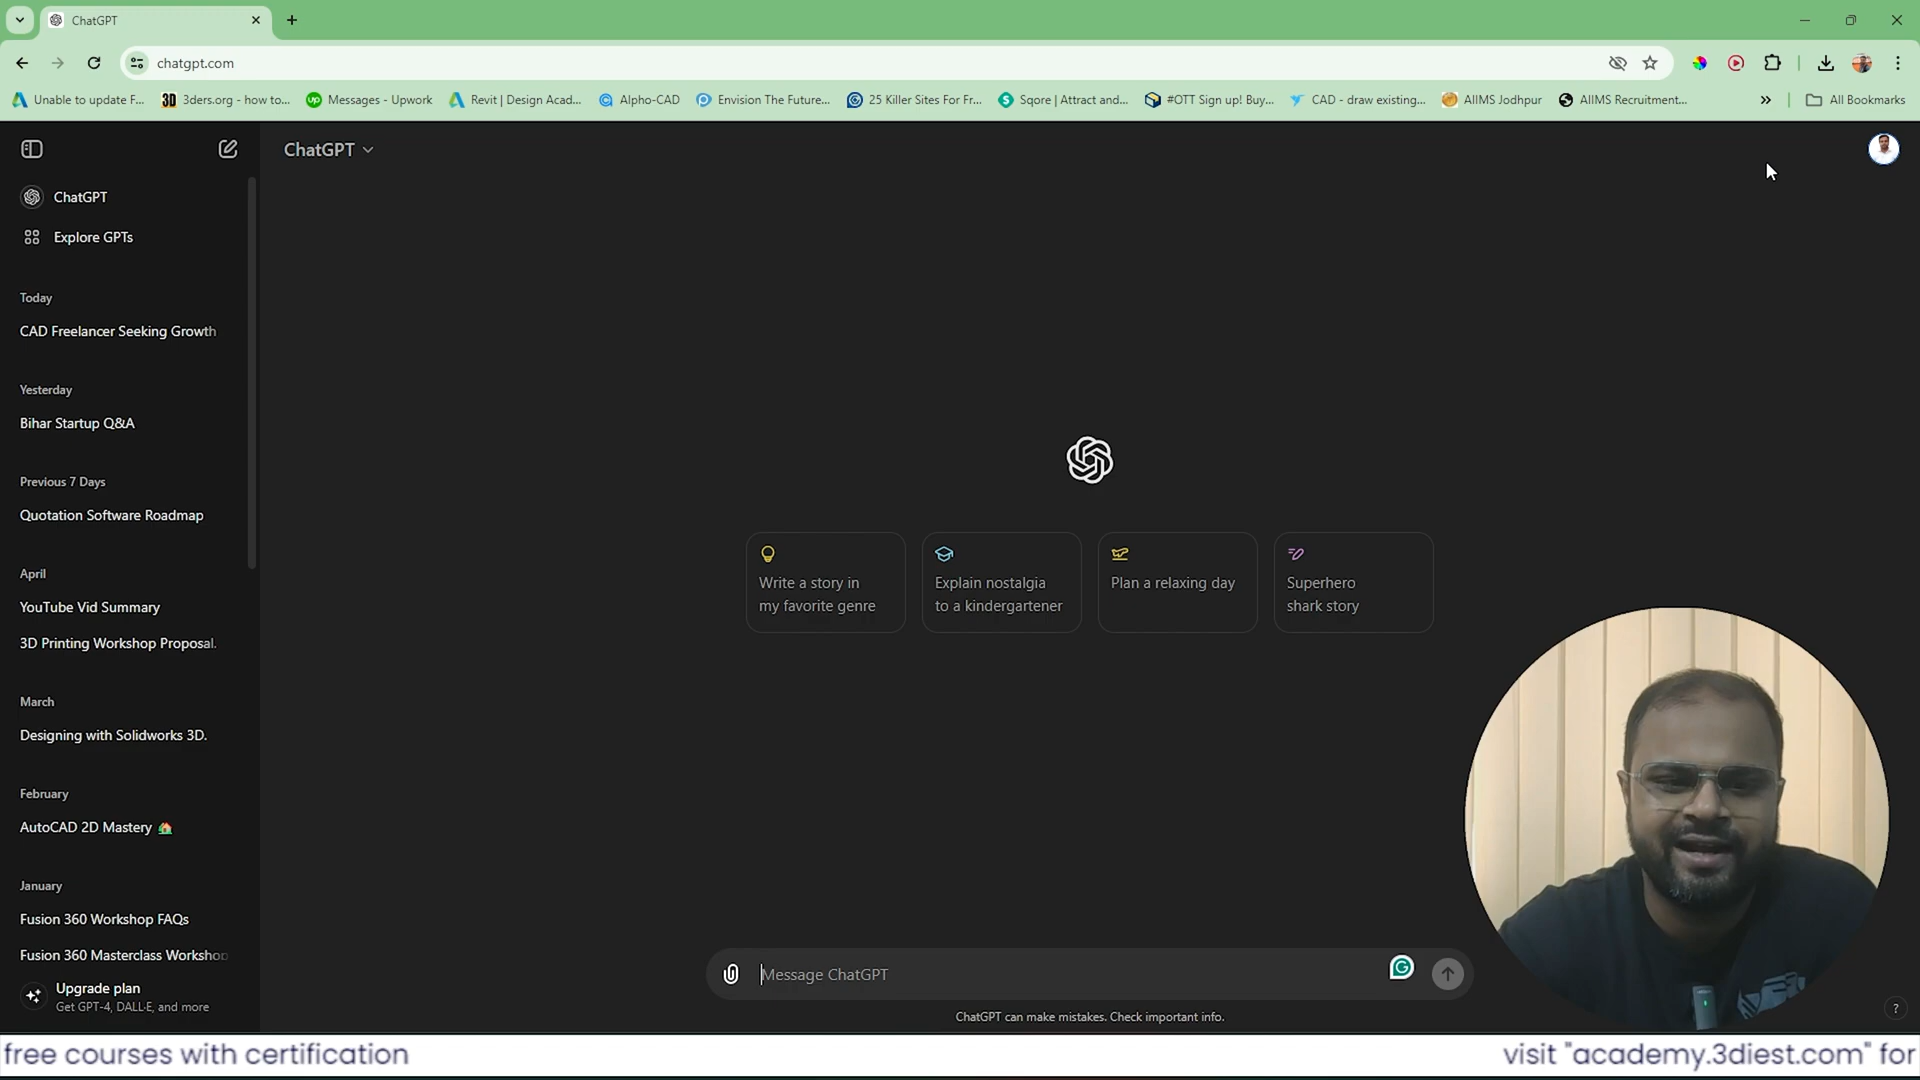 ChatGPT
chatgpt.com
Unable to update F...
3ders.org - how to...
Messages - Upwork
Revit | Design Acad...
Alpho-CAD
Envision The Future...
25 Killer Sites For Fr...
Sqore | Attract and...
#OTT Sign up! Buy...
CAD - draw existing...
AIIMS Jodhpur
AIIMS Recruitment...
All Bookmarks
ChatGPT
ChatGPT
Explore GPTs
Today
CAD Freelancer Seeking Growth
Yesterday
Bihar Startup Q&A
Previous 7 Days
Quotation Software Roadmap
April
YouTube Vid Summary
3D Printing Workshop Proposal.
March
Designing with Solidworks 3D.
February
AutoCAD 2D Mastery 🏠
January
Fusion 360 Workshop FAQs
Fusion 360 Masterclass Workshop
Upgrade plan
Get GPT-4, DALL·E, and more
Write a story in
my favorite genre
Explain nostalgia
to a kindergartener
Plan a relaxing day
Superhero
shark story
Message ChatGPT
ChatGPT can make mistakes. Check important info.
?
free courses with certification
visit "academy.3diest.com" for